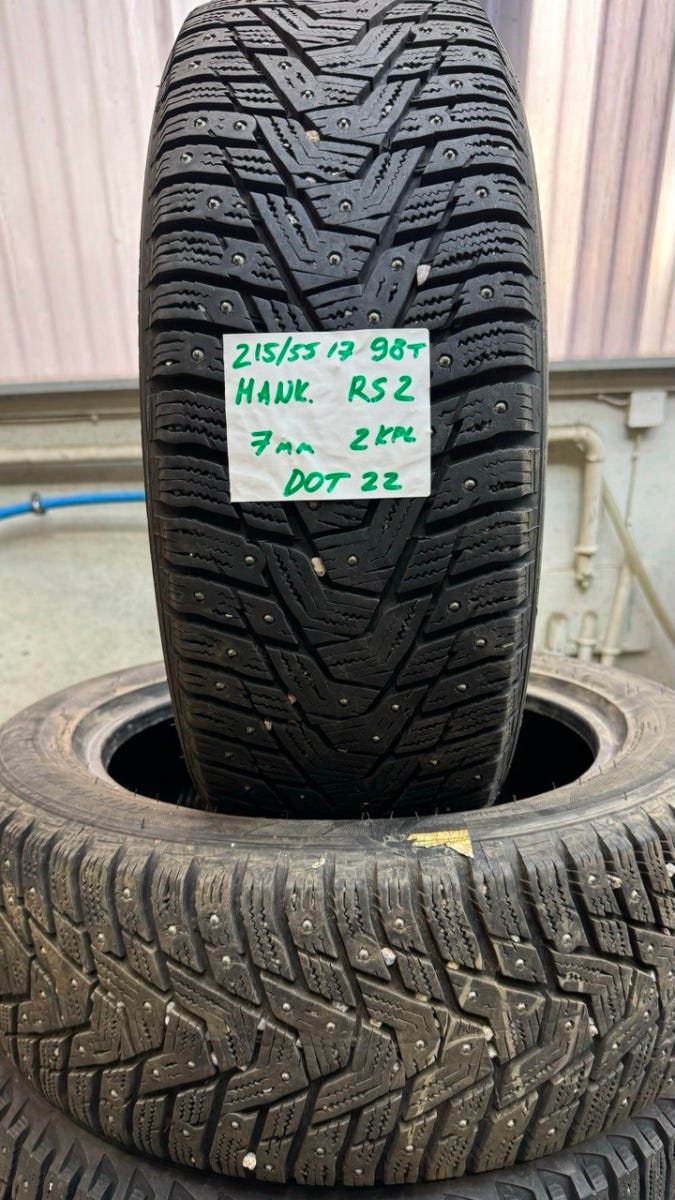 215/55 17 98T
HANK. RS2
7mm 2KPL
DOT 22